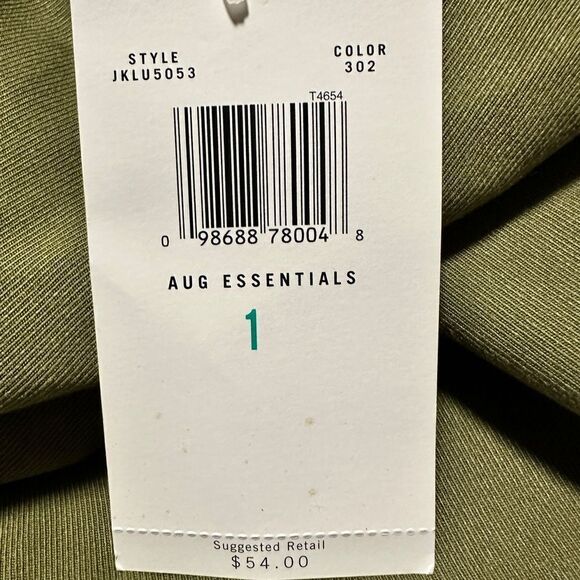 STYLE COLOR
JKLU5053 302
T4654
0 98688 78004 8
AUG ESSENTIALS
1
Suggested Retail
$54.00